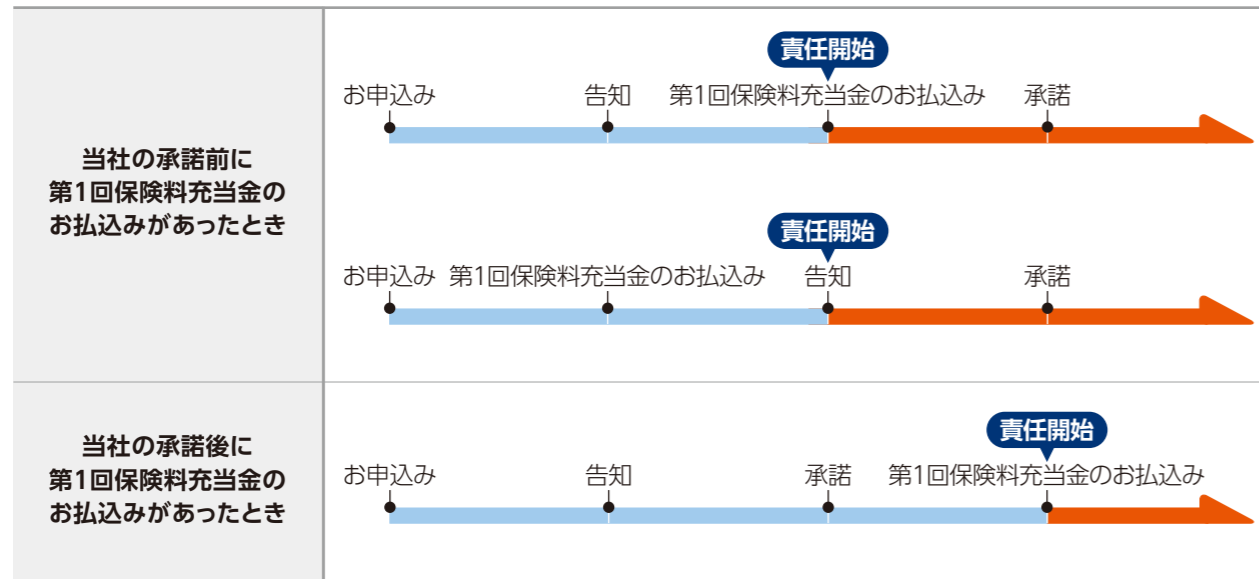 当社の承諾前に
第1回保険料充当金の
お払込みがあったとき
責任開始
お申込み 告知 第1回保険料充当金のお払込み 承諾
責任開始
お申込み 第1回保険料充当金のお払込み 告知 承諾
当社の承諾後に
第1回保険料充当金の
お払込みがあったとき
責任開始
お申込み 告知 承諾 第1回保険料充当金のお払込み